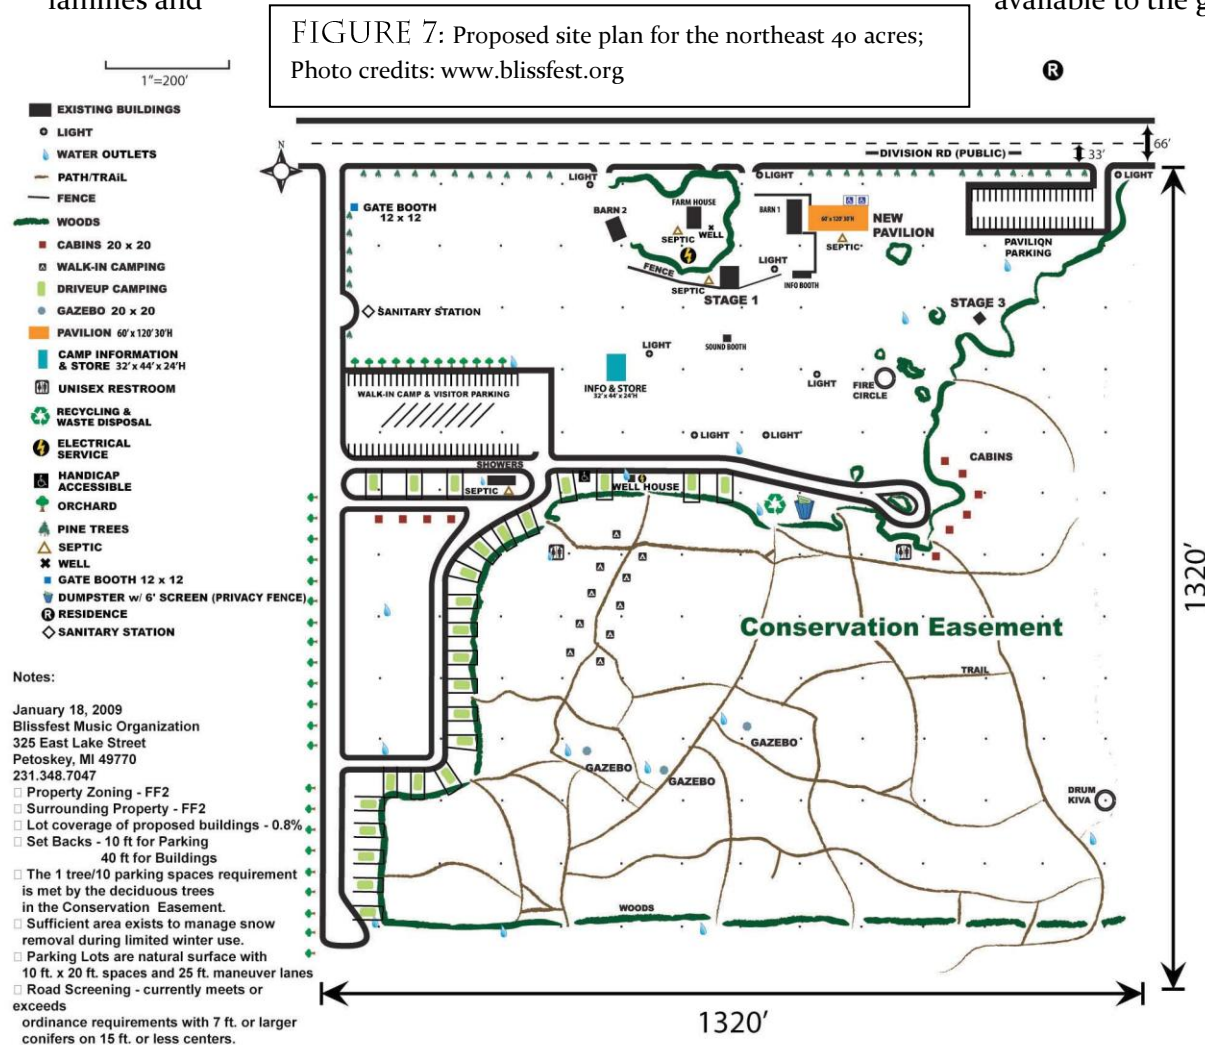 families and
available to the g
FIGURE 7: Proposed site plan for the northeast 40 acres;
Photo credits: www.blissfest.org
1"=200'
R
EXISTING BUILDINGS
LIGHT
WATER OUTLETS
PATH/TRAIL
FENCE
WOODS
CABINS 20 x 20
WALK-IN CAMPING
DRIVEUP CAMPING
GAZEBO 20 x 20
PAVILION 60'x 120' 30'H
CAMP INFORMATION
& STORE 32'x 44'x 24'H
UNISEX RESTROOM
RECYCLING &
WASTE DISPOSAL
ELECTRICAL
SERVICE
HANDICAP
ACCESSIBLE
ORCHARD
PINE TREES
SEPTIC
WELL
GATE BOOTH 12 x 12
DUMPSTER w/ 6' SCREEN (PRIVACY FENCE)
R RESIDENCE
SANITARY STATION
Notes:
January 18, 2009
Blissfest Music Organization
325 East Lake Street
Petoskey, MI 49770
231.348.7047
Property Zoning - FF2
Surrounding Property - FF2
Lot coverage of proposed buildings - 0.8%
Set Backs - 10 ft for Parking
40 ft for Buildings
The 1 tree/10 parking spaces requirement
is met by the deciduous trees
in the Conservation Easement.
Sufficient area exists to manage snow
removal during limited winter use.
Parking Lots are natural surface with
10 ft. x 20 ft. spaces and 25 ft. maneuver lanes
Road Screening - currently meets or
exceeds
ordinance requirements with 7 ft. or larger
conifers on 15 ft. or less centers.
N
DIVISION RD (PUBLIC)
33'
66'
LIGHT
LIGHT
LIGHT
GATE BOOTH
12 x 12
BARN 2
FARM HOUSE
SEPTIC
WELL
BARN 1
60'x 120' 30'H
NEW
PAVILION
SEPTIC
PAVILION
PARKING
FENCE
SEPTIC
STAGE 1
LIGHT
INFO BOOTH
SANITARY STATION
STAGE 3
LIGHT
SOUND BOOTH
INFO & STORE
32'x 44'x 24'H
LIGHT
FIRE
CIRCLE
WALK-IN CAMP & VISITOR PARKING
LIGHT
LIGHT
CABINS
SHOWERS
SEPTIC
WELL HOUSE
Conservation Easement
TRAIL
GAZEBO
GAZEBO
GAZEBO
DRUM
KIVA
WOODS
1320'
1320'